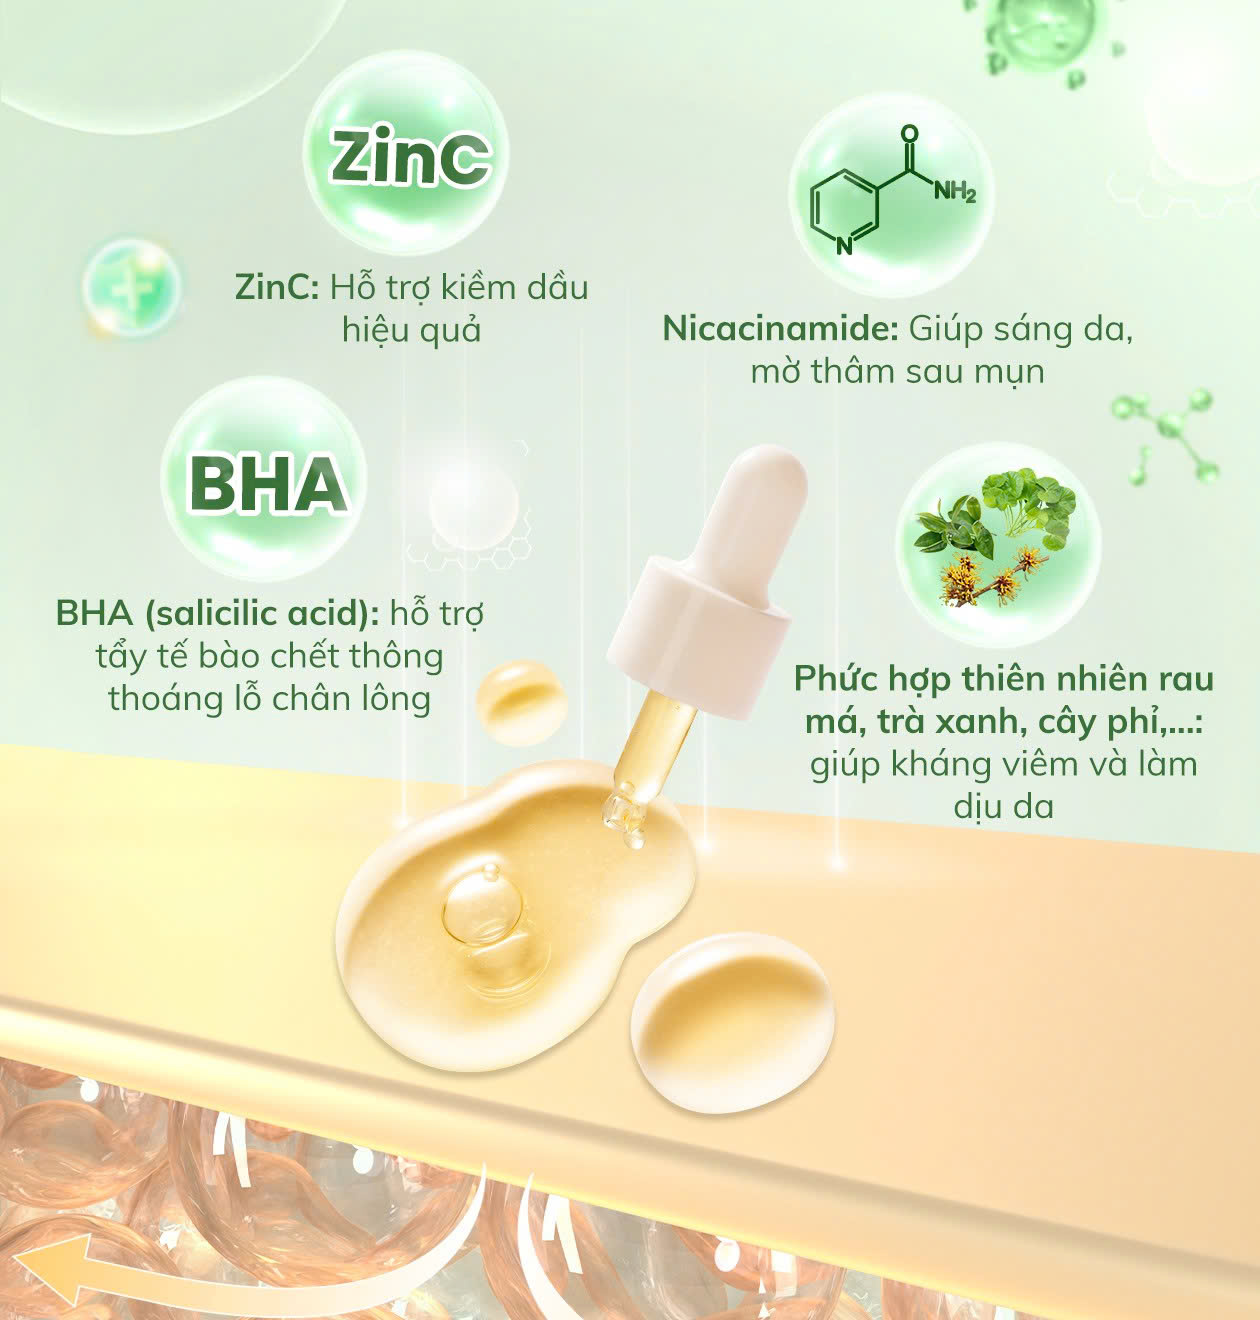 ZinC
ZinC: Hỗ trợ kiềm dầu
hiệu quả
O
NH₂
N
Nicacinamide: Giúp sáng da,
mờ thâm sau mụn
BHA
BHA (salicilic acid): hỗ trợ
tẩy tế bào chết thông
thoáng lỗ chân lông
Phức hợp thiên nhiên rau
má, trà xanh, cây phỉ,...:
giúp kháng viêm và làm
dịu da